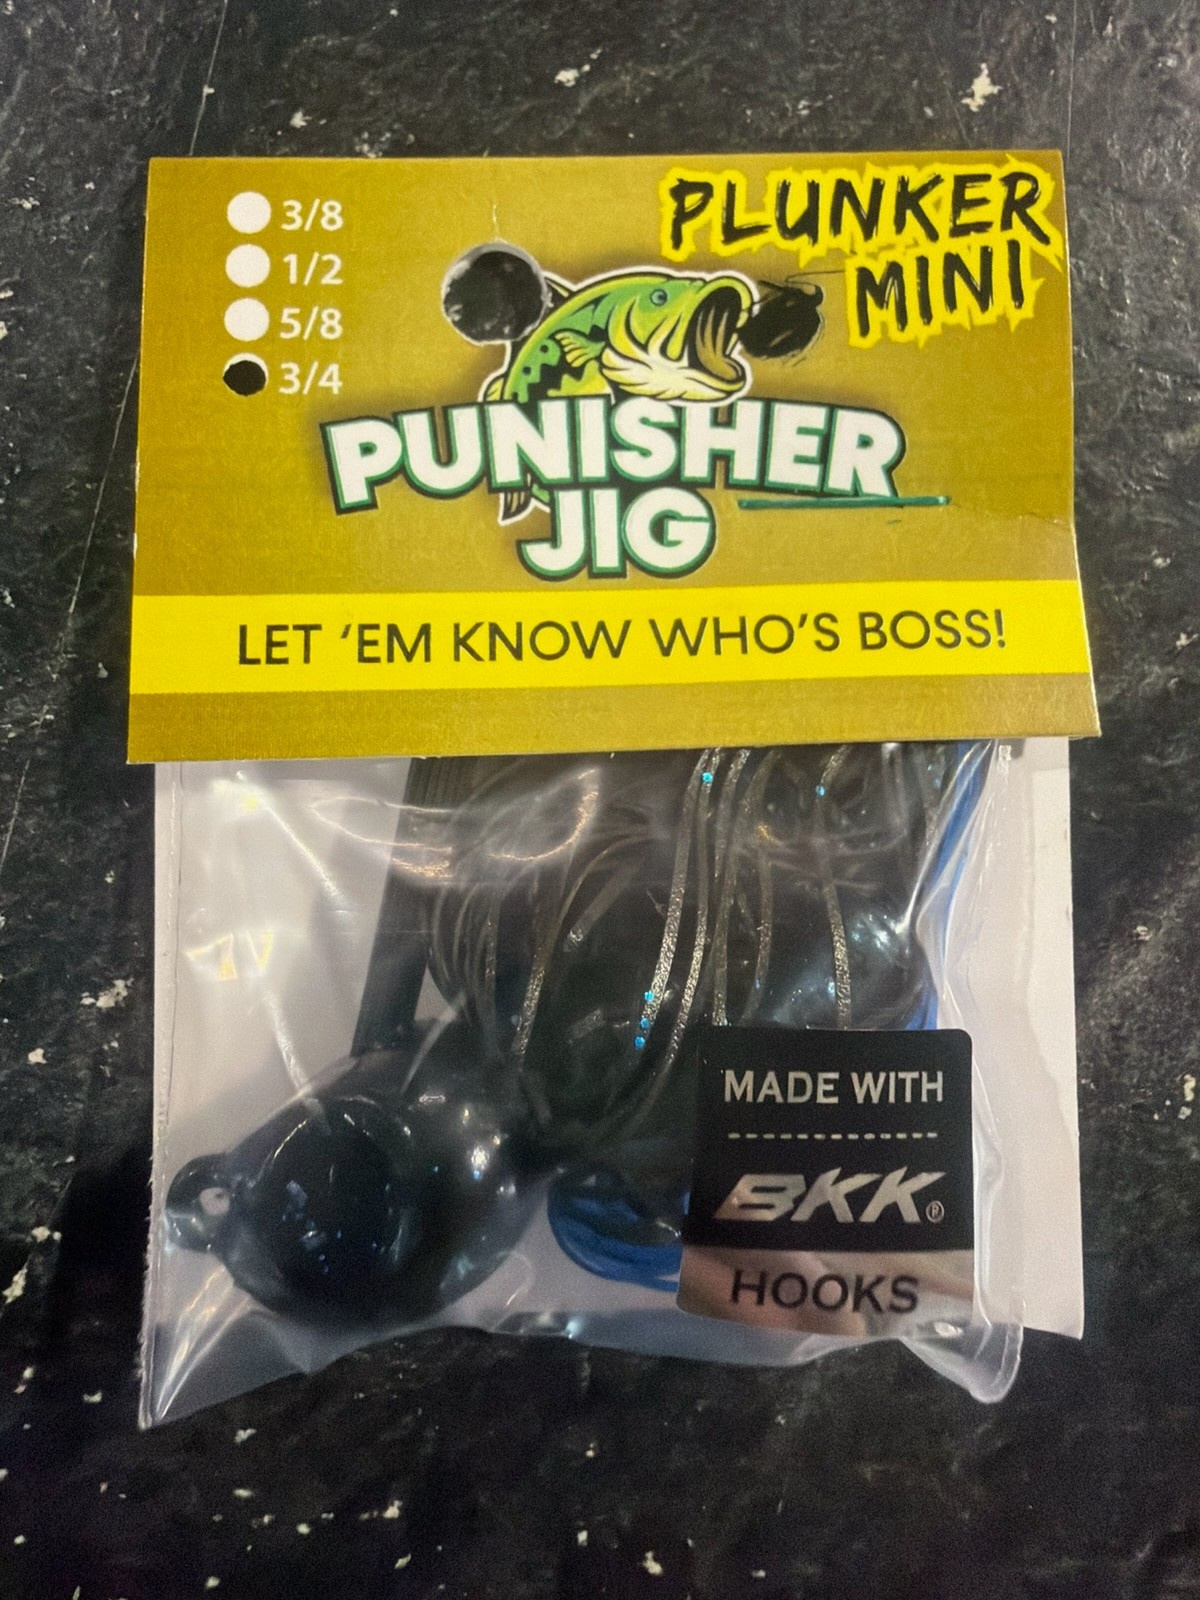 3/8
1/2
5/8
3/4
PLUNKER
MINI
PUNISHER
JIG
LET 'EM KNOW WHO'S BOSS!
MADE WITH
BKK®
HOOKS